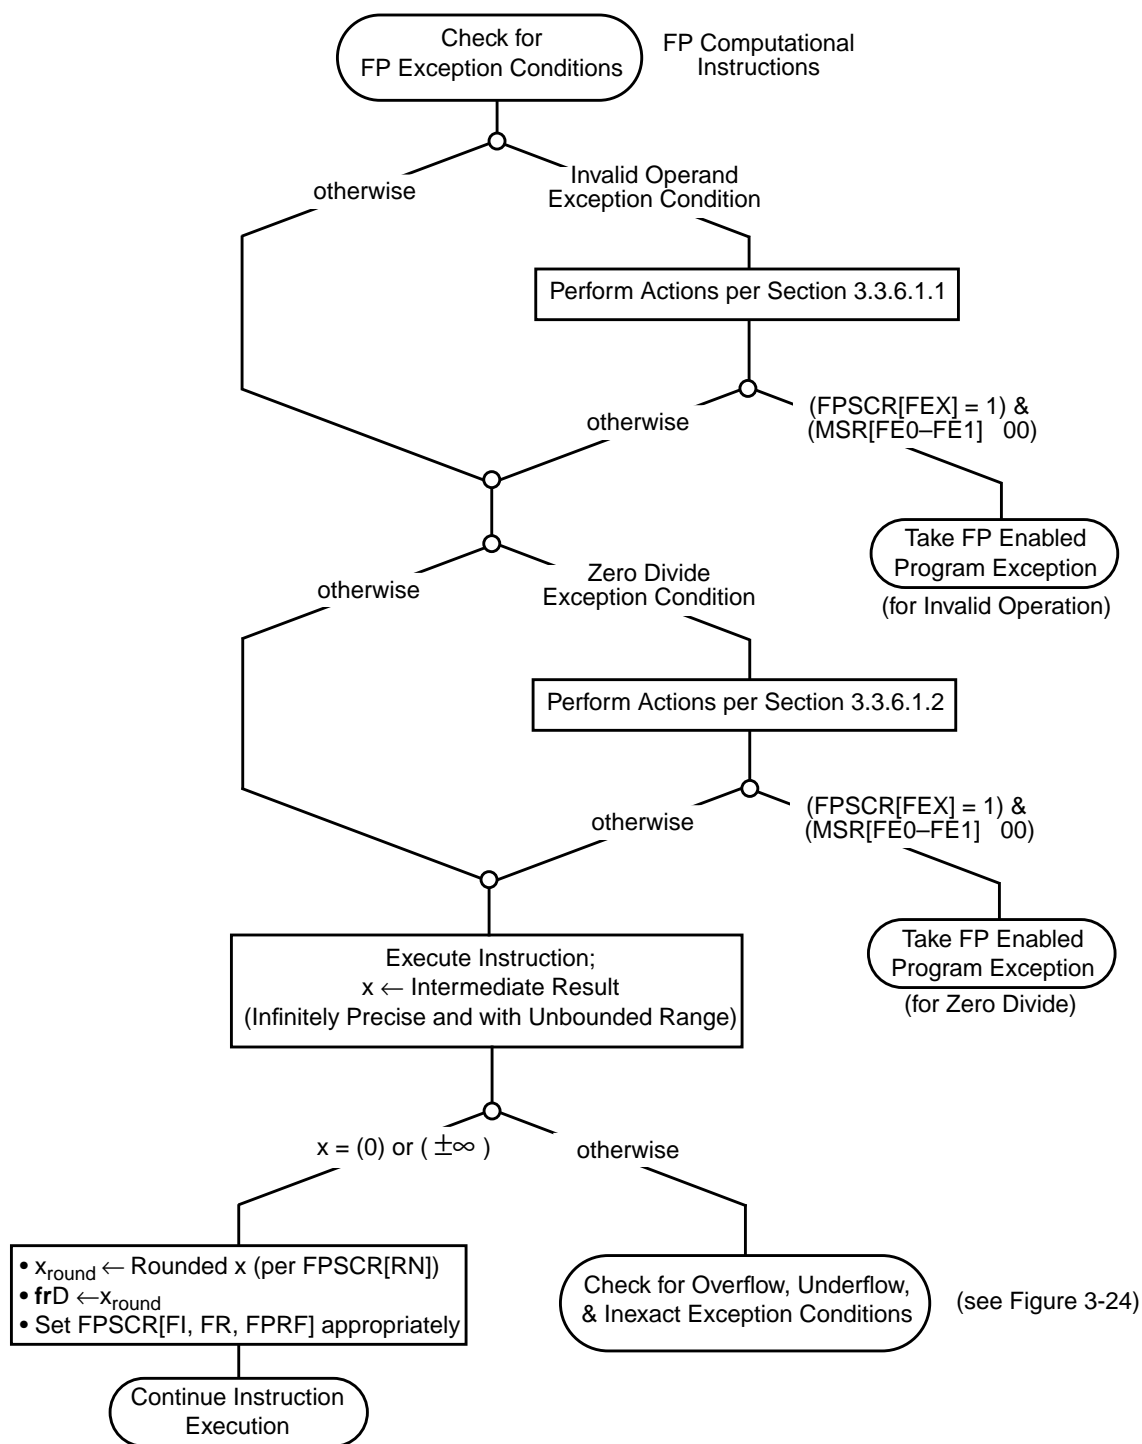 Check for
FP Exception Conditions
FP Computational
Instructions
otherwise
Invalid Operand
Exception Condition
Perform Actions per Section 3.3.6.1.1
otherwise
(FPSCR[FEX] = 1) &
(MSR[FE0–FE1] 00)
Take FP Enabled
Program Exception
(for Invalid Operation)
otherwise
Zero Divide
Exception Condition
Perform Actions per Section 3.3.6.1.2
otherwise
(FPSCR[FEX] = 1) &
(MSR[FE0–FE1] 00)
Take FP Enabled
Program Exception
(for Zero Divide)
Execute Instruction;
x ← Intermediate Result
(Infinitely Precise and with Unbounded Range)
x = (0) or ( ±∞ )
otherwise
• xround ← Rounded x (per FPSCR[RN])
• frD ←xround
• Set FPSCR[FI, FR, FPRF] appropriately
Check for Overflow, Underflow,
& Inexact Exception Conditions
(see Figure 3-24)
Continue Instruction
Execution